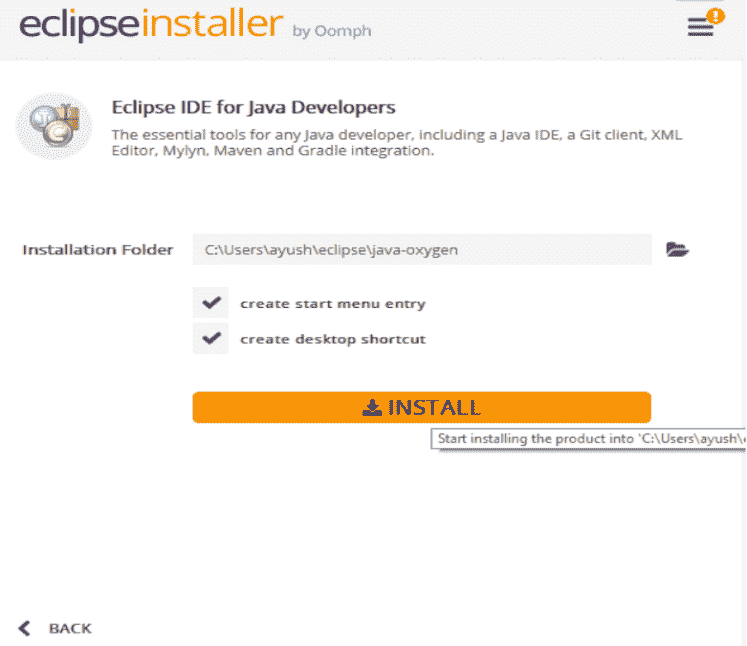 eclipseinstaller by Oomph
Eclipse IDE for Java Developers
The essential tools for any Java developer, including a Java IDE, a Git client, XML
Editor, Mylyn, Maven and Gradle integration.
Installation Folder C:\Users\ayush\eclipse\java-oxygen
create start menu entry
create desktop shortcut
INSTALL
Start installing the product into 'C:\Users\ayush\
BACK